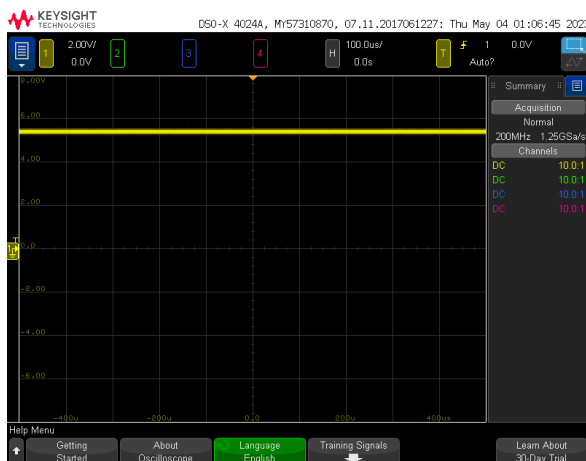 KEYSIGHT
TECHNOLOGIES
DSO-X 4024A, MY57310870, 07.11.2017061227: Thu May 04 01:06:45 2023
1 2.00V/ 2 3 4 H 100.0us/ T 1 0.0V
0.0V 0.0s Auto?
Summary
Acquisition
Normal
200MHz 1.25GSa/s
Channels
DC 10.0:1
DC 10.0:1
DC 10.0:1
DC 10.0:1
8.00V
6.00
4.00
2.00
T
0.0
-2.00
-4.00
-6.00
-400u -200u 0.0 200u 400us
Help Menu
Getting Started
About Oscilloscope
Language English
Training Signals
Learn About 30-Day Trial